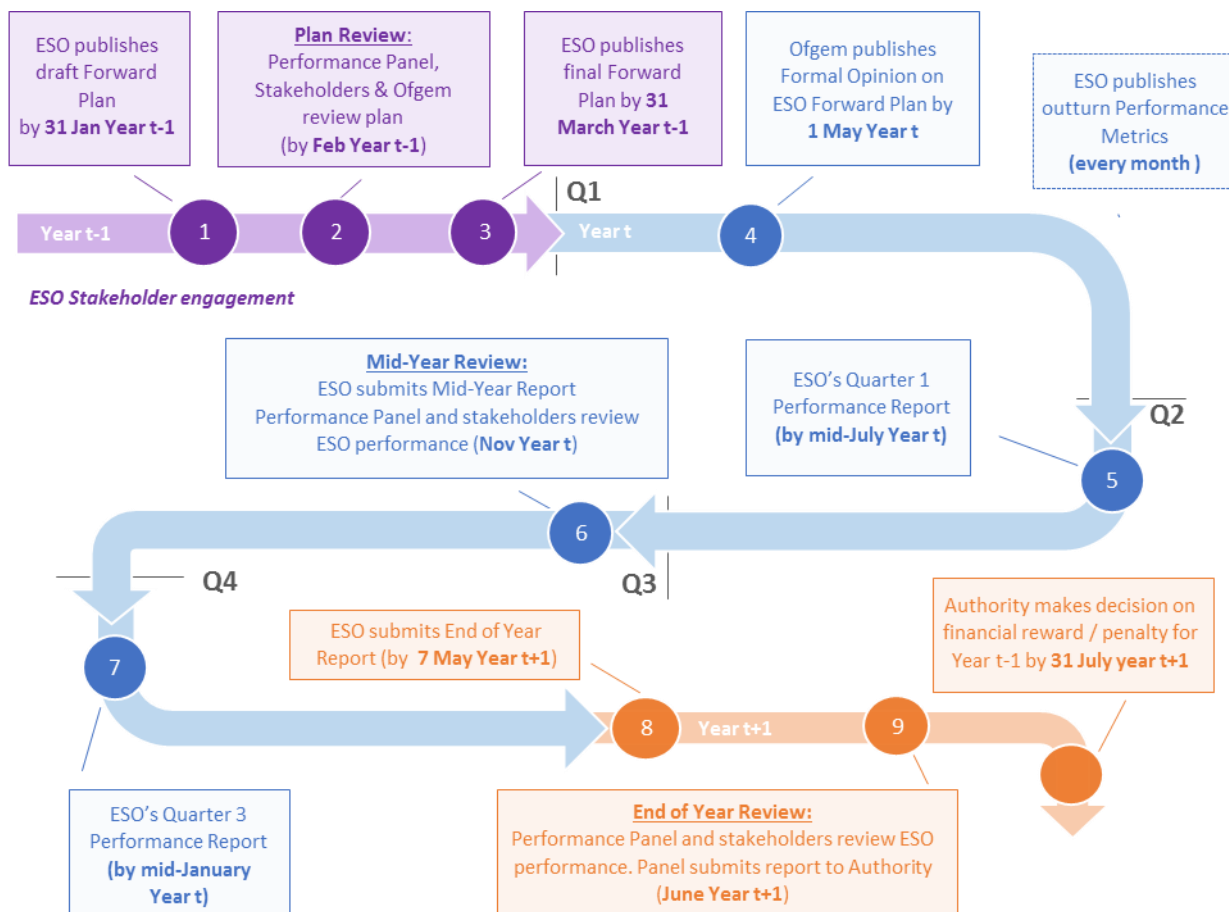 ESO publishes
draft Forward
Plan
by 31 Jan Year t-1
Plan Review:
Performance Panel,
Stakeholders & Ofgem
review plan
(by Feb Year t-1)
ESO publishes
final Forward
Plan by 31
March Year t-1
Ofgem publishes
Formal Opinion on
ESO Forward Plan by
1 May Year t
ESO publishes
outturn Performance
Metrics
(every month )
Q1
Year t-1
1
2
3
Year t
4
ESO Stakeholder engagement
Mid-Year Review:
ESO submits Mid-Year Report
Performance Panel and stakeholders review
ESO performance (Nov Year t)
ESO's Quarter 1
Performance Report
(by mid-July Year t)
Q2
5
6
Q3
Q4
7
ESO submits End of Year
Report (by 7 May Year t+1)
Authority makes decision on
financial reward / penalty for
Year t-1 by 31 July year t+1
8
Year t+1
9
ESO's Quarter 3
Performance Report
(by mid-January
Year t)
End of Year Review:
Performance Panel and stakeholders review ESO
performance. Panel submits report to Authority
(June Year t+1)